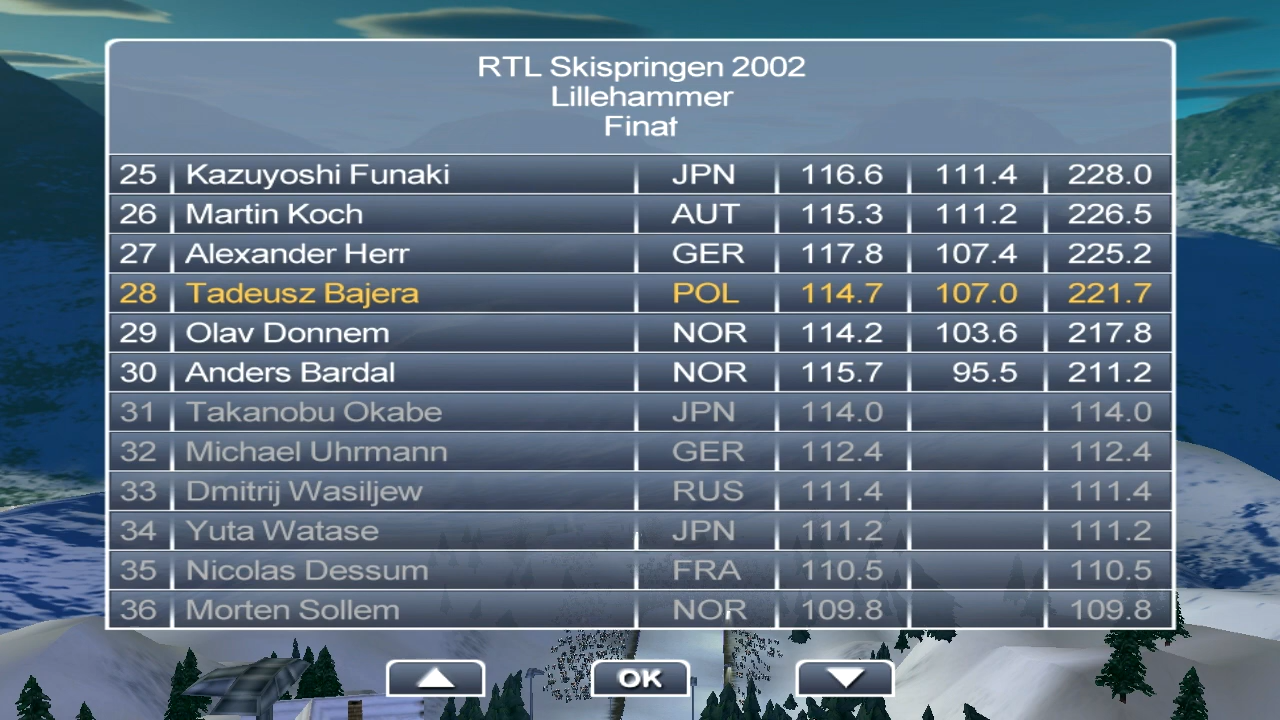 RTL Skispringen 2002
Lillehammer
Finat
25 Kazuyoshi Funaki JPN 116.6 111.4 228.0
26 Martin Koch AUT 115.3 111.2 226.5
27 Alexander Herr GER 117.8 107.4 225.2
28 Tadeusz Bajera POL 114.7 107.0 221.7
29 Olav Donnem NOR 114.2 103.6 217.8
30 Anders Bardal NOR 115.7 95.5 211.2
31 Takanobu Okabe JPN 114.0 114.0
32 Michael Uhrmann GER 112.4 112.4
33 Dmitrij Wasiljew RUS 111.4 111.4
34 Yuta Watase JPN 111.2 111.2
35 Nicolas Dessum FRA 110.5 110.5
36 Morten Sollem NOR 109.8 109.8
OK